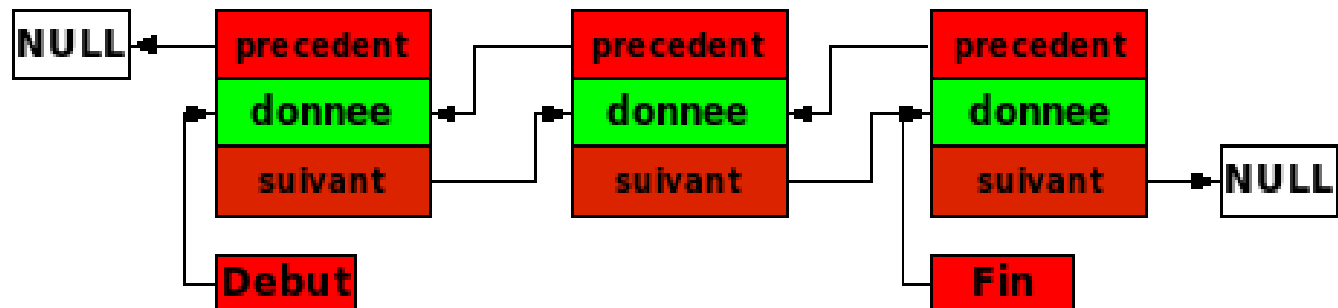 NULL precedent precedent precedent
donnee donnee donnee
suivant suivant suivant NULL
Debut Fin